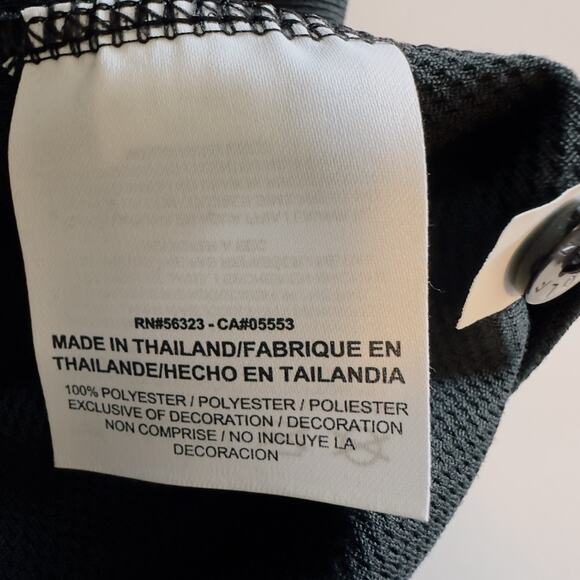 RN#56323 - CA#05553
MADE IN THAILAND/FABRIQUE EN
THAILANDE/HECHO EN TAILANDIA
100% POLYESTER / POLYESTER / POLIESTER
EXCLUSIVE OF DECORATION / DECORATION
NON COMPRISE / NO INCLUYE LA
DECORACION